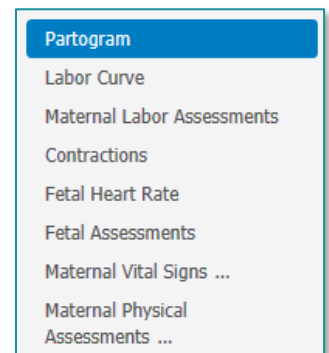 Partogram
Labor Curve
Maternal Labor Assessments
Contractions
Fetal Heart Rate
Fetal Assessments
Maternal Vital Signs ...
Maternal Physical
Assessments ...